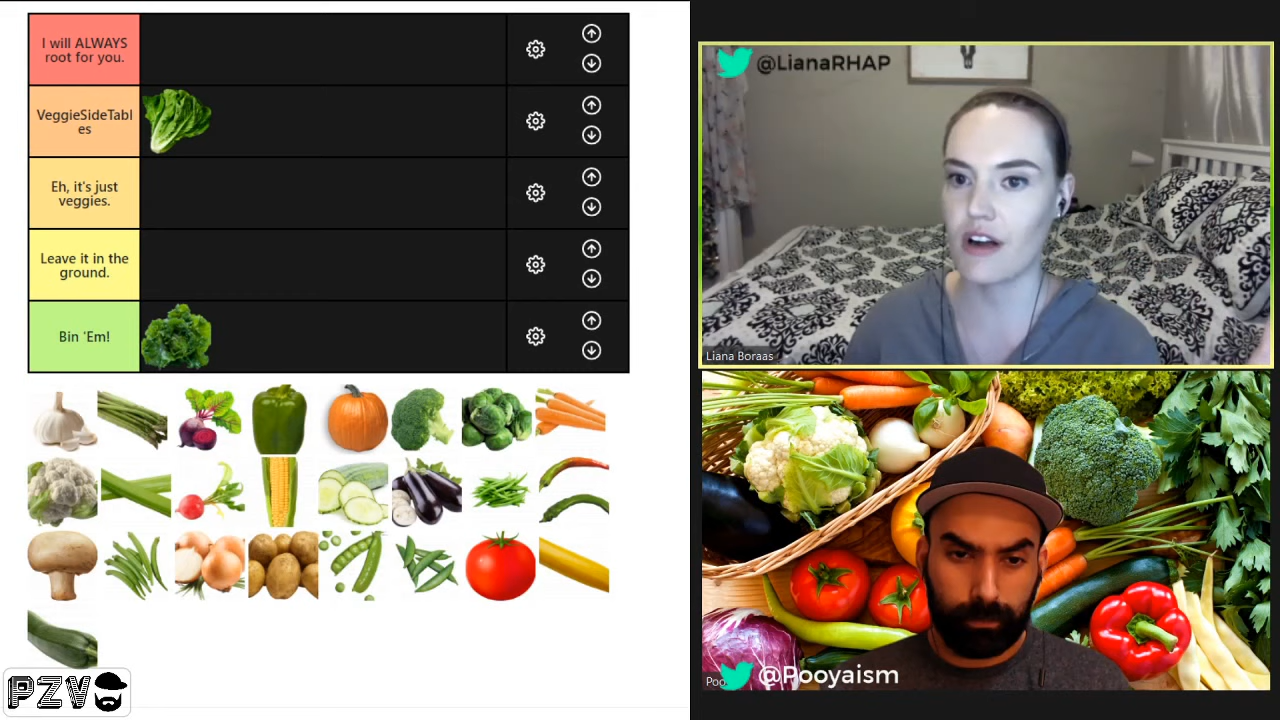 I will ALWAYS
root for you.
VeggieSideTabl
es
Eh, it's just
veggies.
Leave it in the
ground.
Bin 'Em!
PZV
@LianaRHAP
Liana Boraas
Poo
@Pooyaism